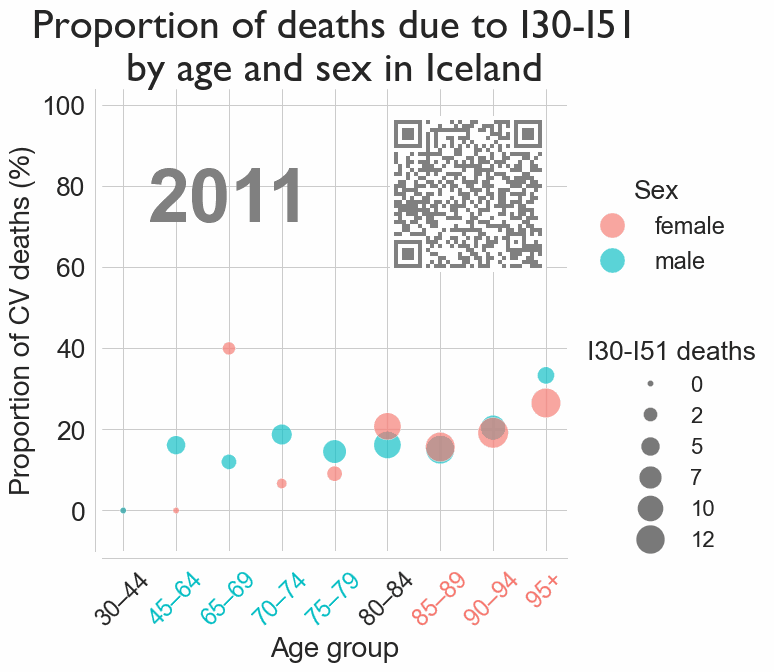 Proportion of deaths due to I30-I51
by age and sex in Iceland
Proportion of CV deaths (%)
100
80
60
40
20
0
2011
Sex
female
male
I30-I51 deaths
0
2
5
7
10
12
30–44
45–64
65–69
70–74
75–79
80–84
85–89
90–94
95+
Age group